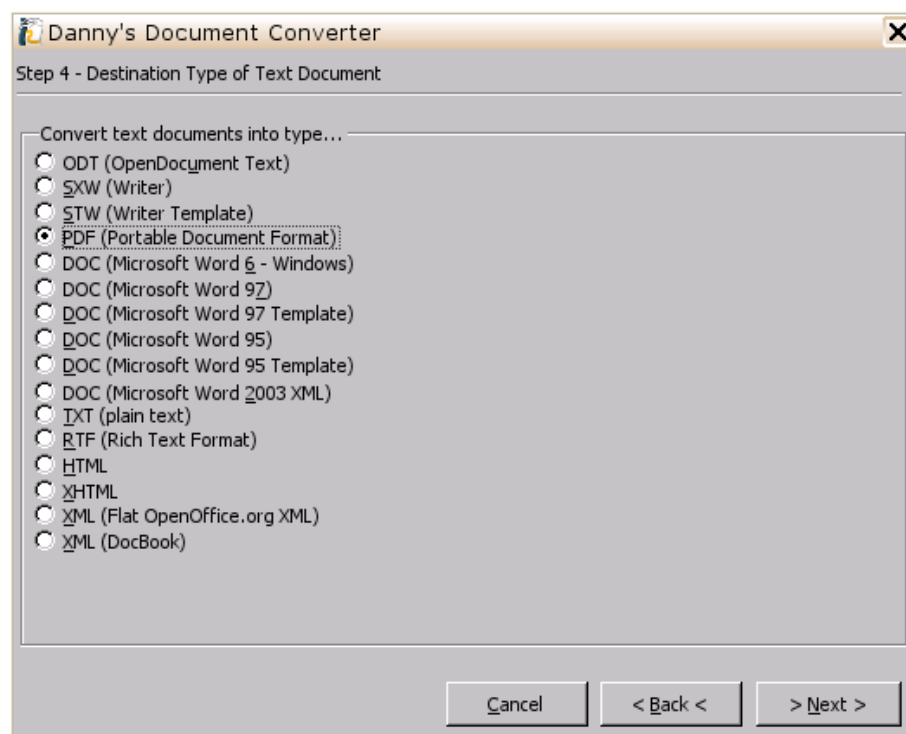 Danny's Document Converter
Step 4 - Destination Type of Text Document
Convert text documents into type...
ODT (OpenDocument Text)
SXW (Writer)
STW (Writer Template)
PDF (Portable Document Format)
DOC (Microsoft Word 6 - Windows)
DOC (Microsoft Word 97)
DOC (Microsoft Word 97 Template)
DOC (Microsoft Word 95)
DOC (Microsoft Word 95 Template)
DOC (Microsoft Word 2003 XML)
TXT (plain text)
RTF (Rich Text Format)
HTML
XHTML
XML (Flat OpenOffice.org XML)
XML (DocBook)
Cancel < Back < > Next >